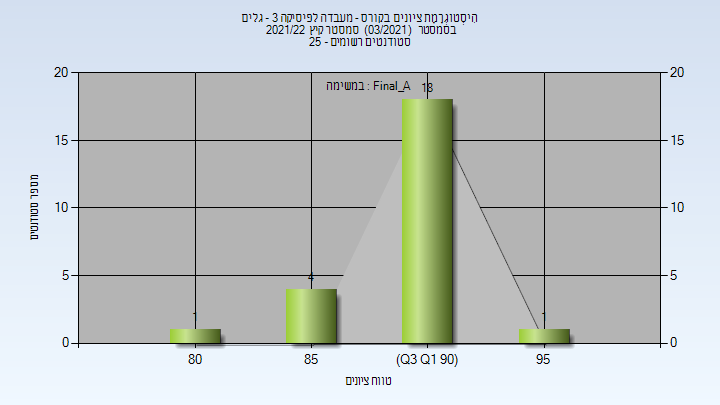 היסטוגרמת ציונים בקורס - מעבדה לפיסיקה 3 - גלים
בסמסטר (03/2021) סמסטר קיץ 2021/22
סטודנטים רשומים - 25
במשימה : Final_A
מספר סטודנטים
20
15
10
5
0
20
15
10
5
0
1
4
18
1
80
85
(Q3 Q1 90)
95
טווח ציונים